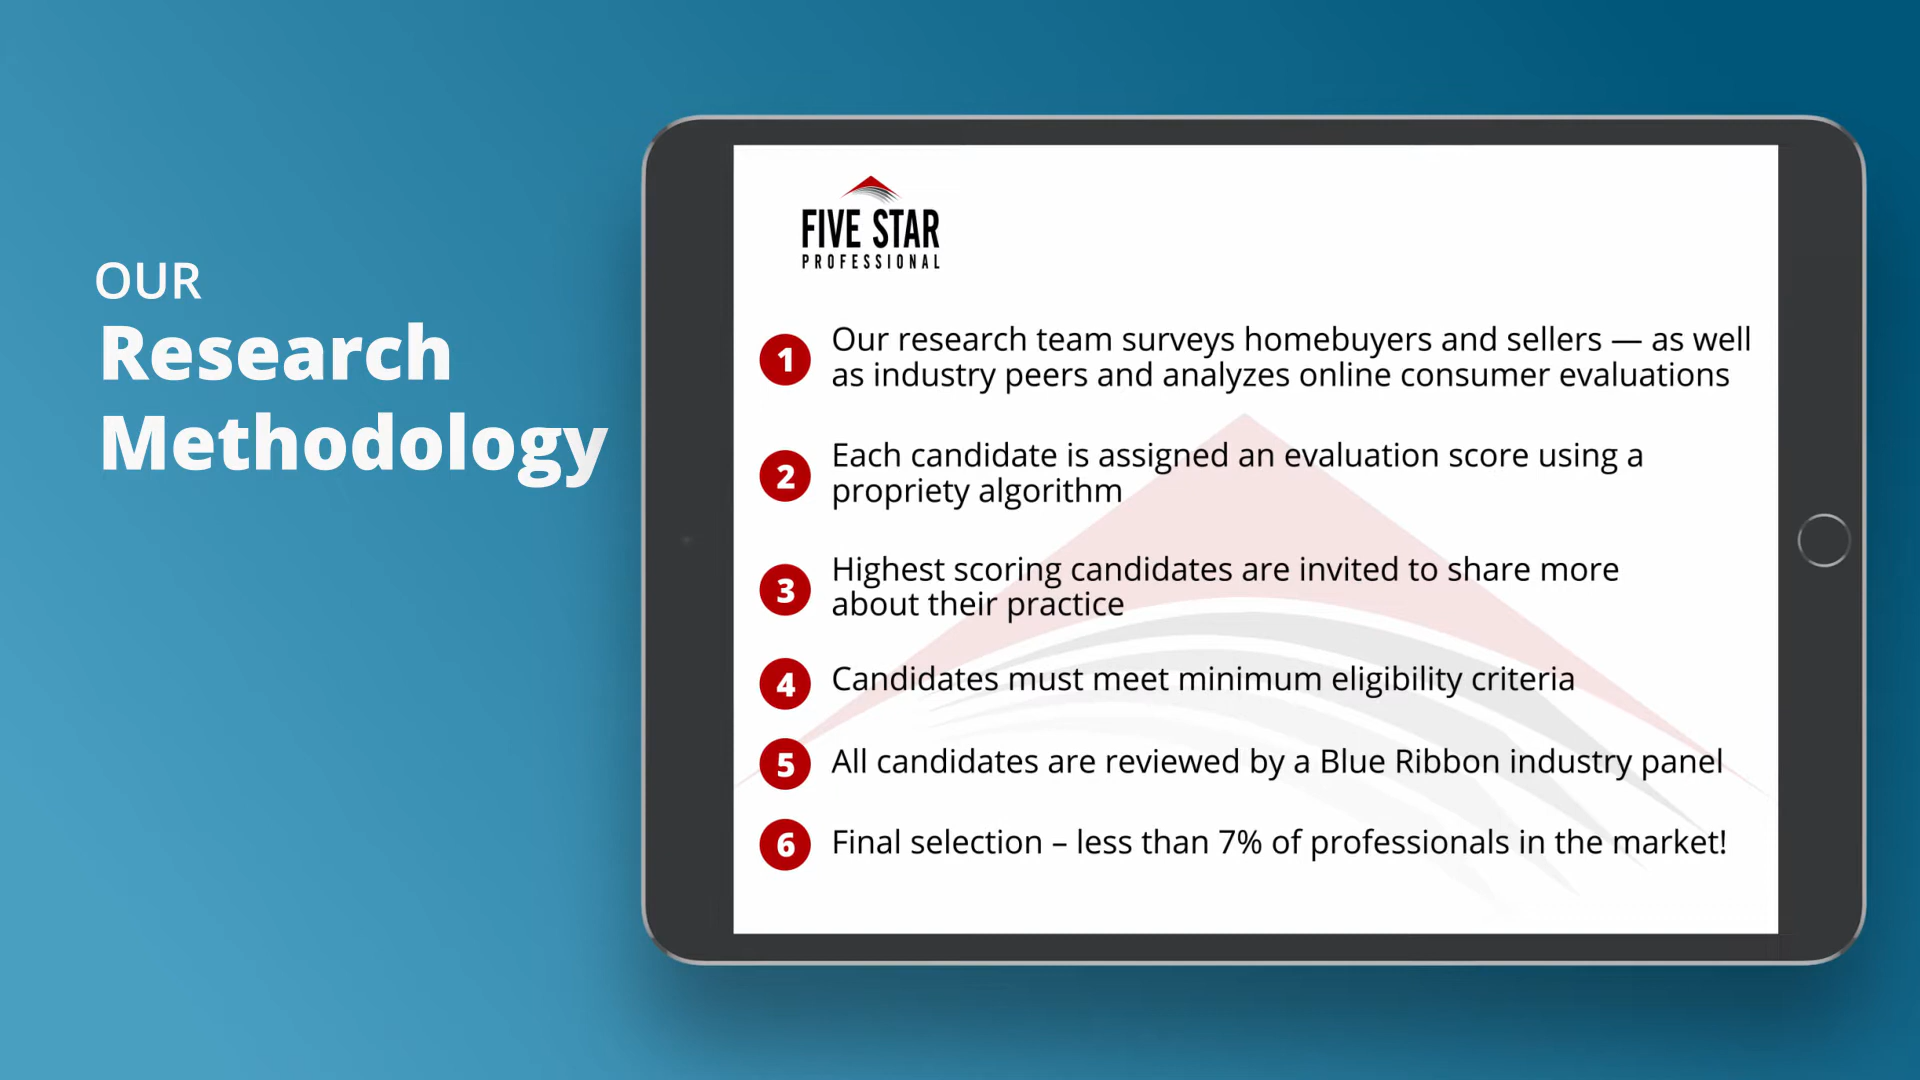 OUR
Research
Methodology
FIVE STAR
PROFESSIONAL
1 Our research team surveys homebuyers and sellers — as well
as industry peers and analyzes online consumer evaluations
2 Each candidate is assigned an evaluation score using a
propriety algorithm
3 Highest scoring candidates are invited to share more
about their practice
4 Candidates must meet minimum eligibility criteria
5 All candidates are reviewed by a Blue Ribbon industry panel
6 Final selection – less than 7% of professionals in the market!